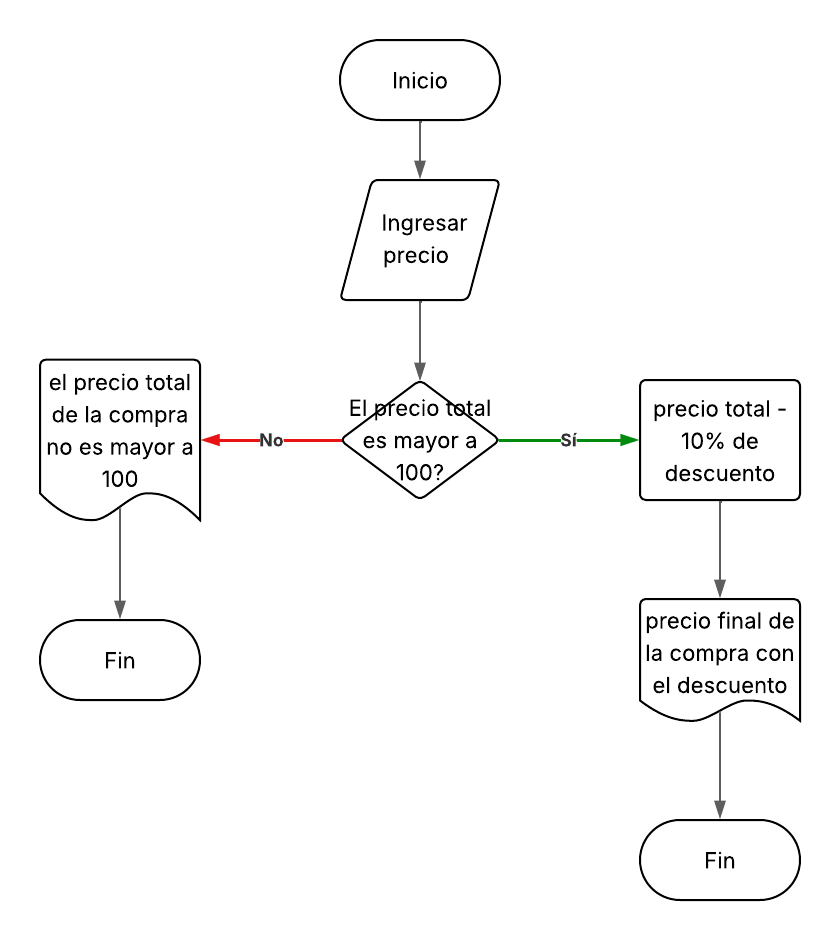 Inicio
Ingresar
precio
el precio total
de la compra
no es mayor a
100
No
El precio total
es mayor a
100?
Sí
precio total -
10% de
descuento
Fin
precio final de
la compra con
el descuento
Fin